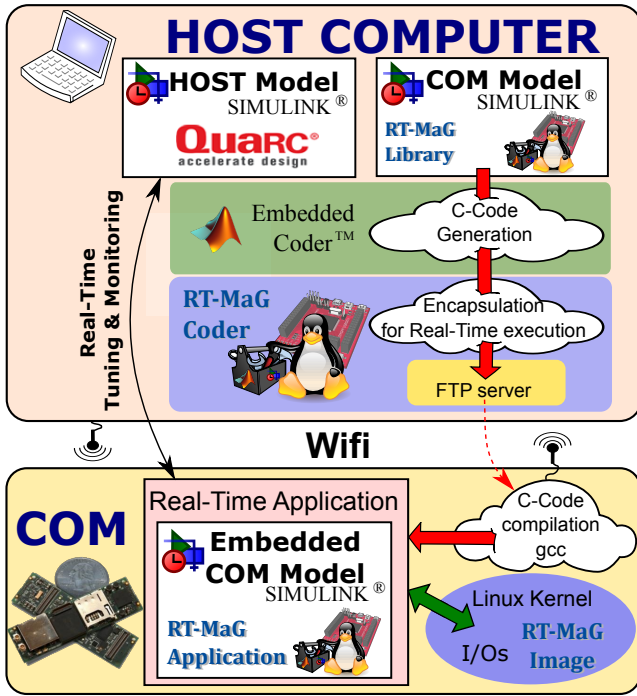 HOST COMPUTER
HOST Model
SIMULINK ®
QUARC®
accelerate design
COM Model
SIMULINK ®
RT-MaG
Library
Real-Time
Tuning & Monitoring
Embedded
Coder™
C-Code
Generation
RT-MaG
Coder
Encapsulation
for Real-Time execution
FTP server
Wifi
COM
Real-Time Application
Embedded
COM Model
SIMULINK ®
RT-MaG
Application
C-Code
compilation
gcc
Linux Kernel
I/Os
RT-MaG
Image